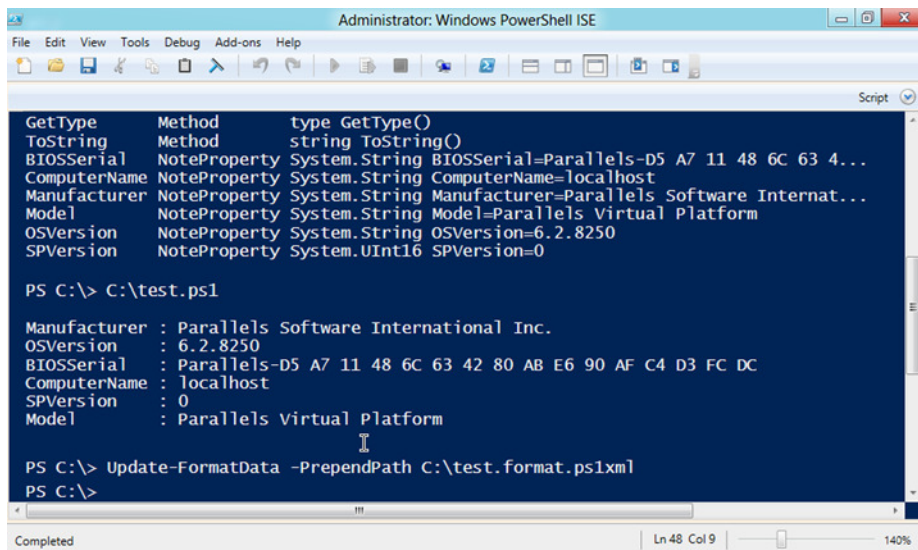 Administrator: Windows PowerShell ISE
File Edit View Tools Debug Add-ons Help
Script
GetType Method type GetType()
ToString Method string ToString()
BIOSSerial NoteProperty System.String BIOSSerial=Parallels-D5 A7 11 48 6C 63 4...
ComputerName NoteProperty System.String ComputerName=localhost
Manufacturer NoteProperty System.String Manufacturer=Parallels Software Internat...
Model NoteProperty System.String Model=Parallels Virtual Platform
OSVersion NoteProperty System.String OSVersion=6.2.8250
SPVersion NoteProperty System.UInt16 SPVersion=0
PS C:\> C:\test.ps1
Manufacturer : Parallels Software International Inc.
OSVersion : 6.2.8250
BIOSSerial : Parallels-D5 A7 11 48 6C 63 42 80 AB E6 90 AF C4 D3 FC DC
ComputerName : localhost
SPVersion : 0
Model : Parallels Virtual Platform
PS C:\> Update-FormatData -PrependPath C:\test.format.ps1xml
PS C:\>
Completed Ln 48 Col 9 140%